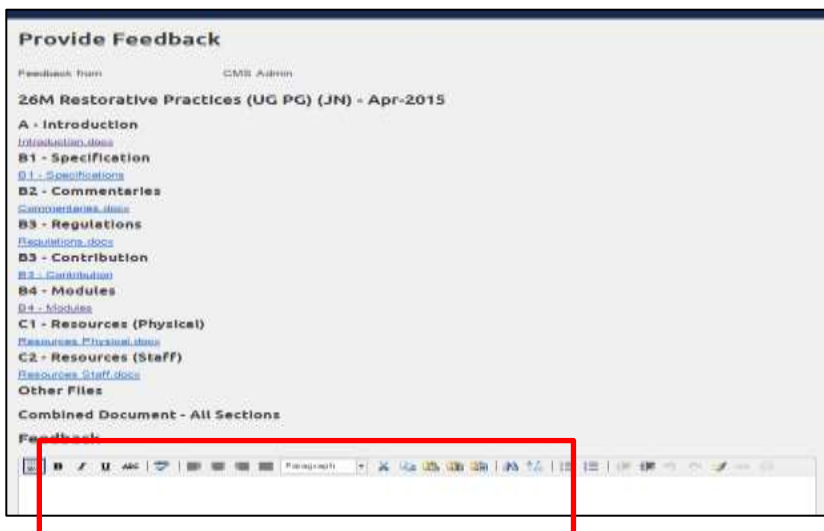 Provide Feedback
Feedback from CMS Admin
26M Restorative Practices (UG PG) (JN) - Apr-2015
A - Introduction
Introduction.docx
B1 - Specification
B1 - Specifications
B2 - Commentaries
Commentaries.docx
B3 - Regulations
Regulations.docx
B3 - Contribution
B3 - Contribution
B4 - Modules
B4 - Modules
C1 - Resources (Physical)
Resources Physical.docx
C2 - Resources (Staff)
Resources Staff.docx
Other Files
Combined Document - All Sections
Feedback
B I U ABC Paragraph